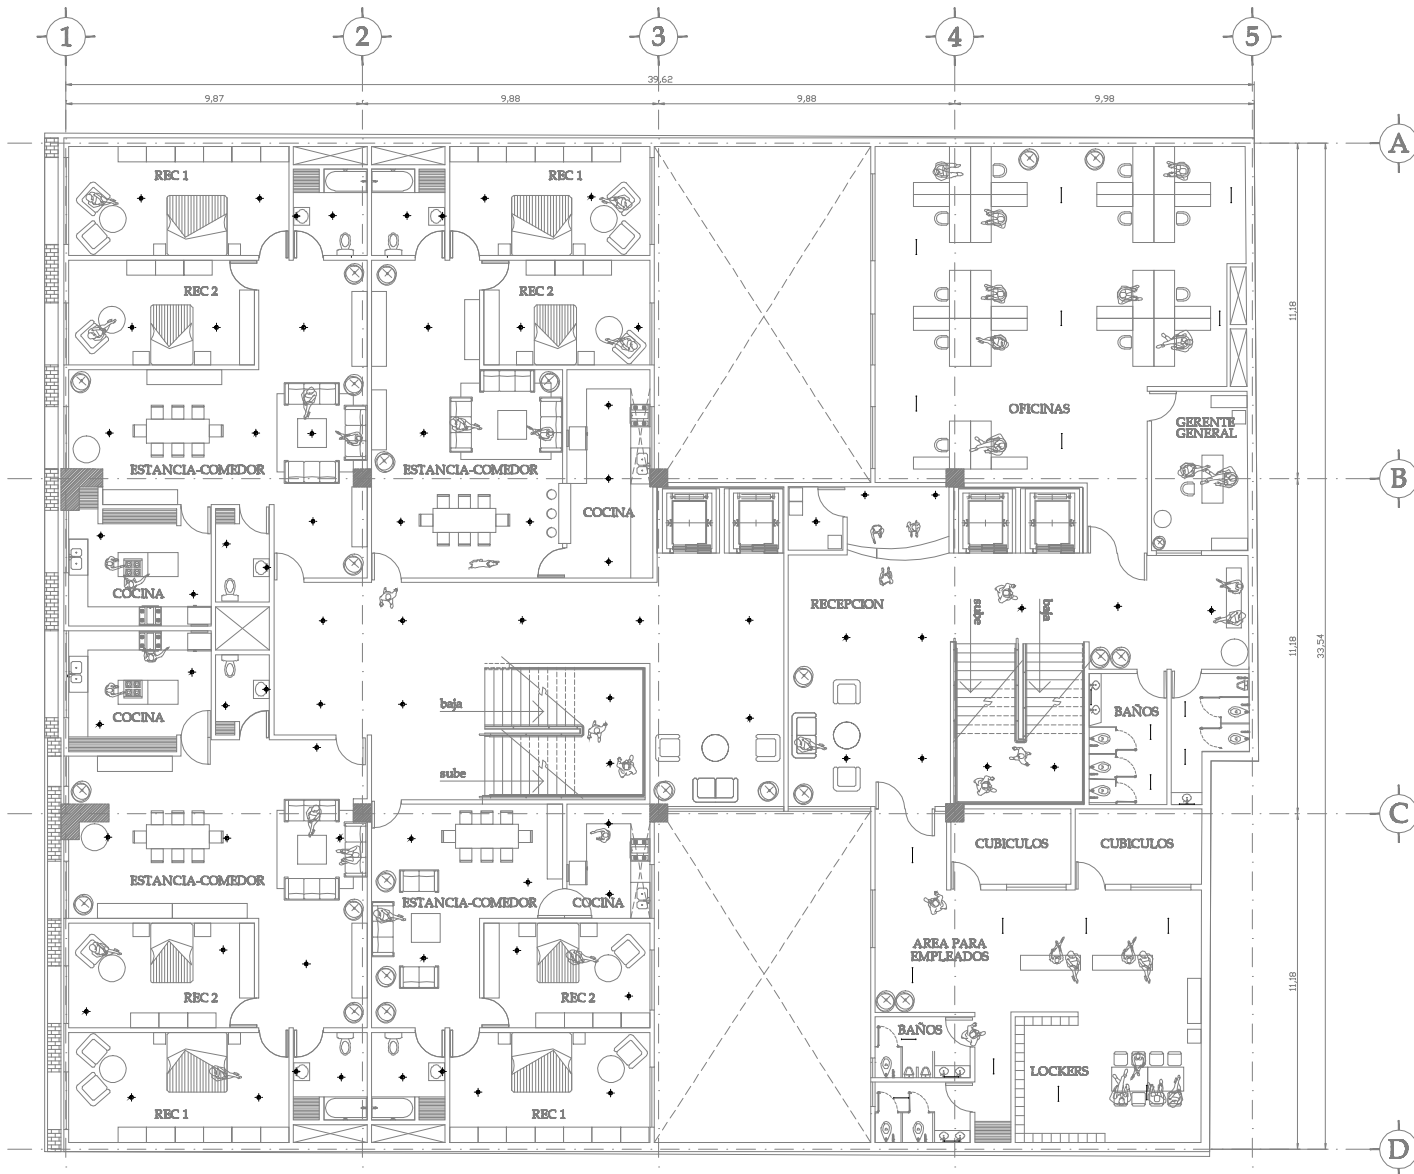 1 2 3 4 5
39,62
9,87 9,88 9,88 9,98
A
REC 1 REC 1
REC 2 REC 2
11,18
OFICINAS
GERENTE
GENERAL
ESTANCIA-COMEDOR ESTANCIA-COMEDOR
B
COCINA
COCINA
RECEPCION
sube baja
11,18
33,54
baja
COCINA
BAÑOS
sube
C
CUBICULOS CUBICULOS
ESTANCIA-COMEDOR
ESTANCIA-COMEDOR COCINA
AREA PARA
EMPLEADOS
11,18
REC 2 REC 2
BAÑOS
LOCKERS
REC 1 REC 1
D